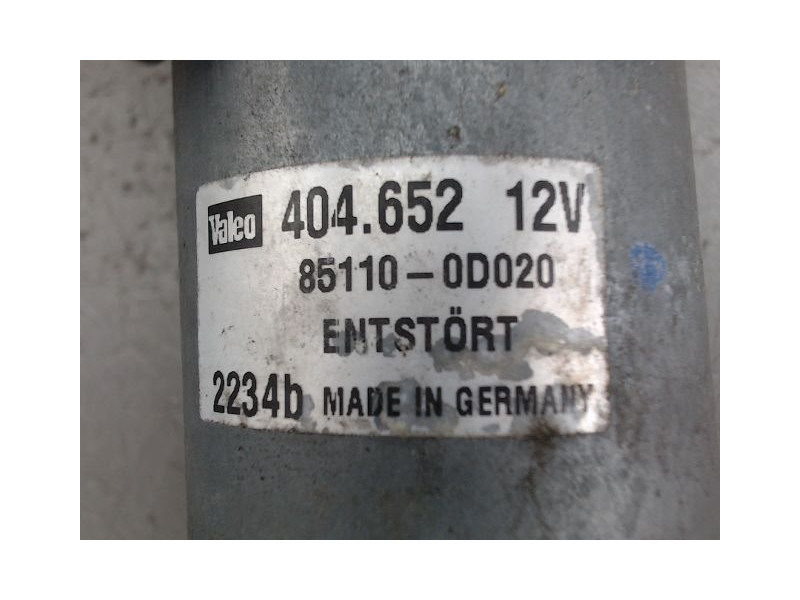 Valeo 404.652 12V
85110-0D020
ENTSTÖRT
2234b MADE IN GERMANY